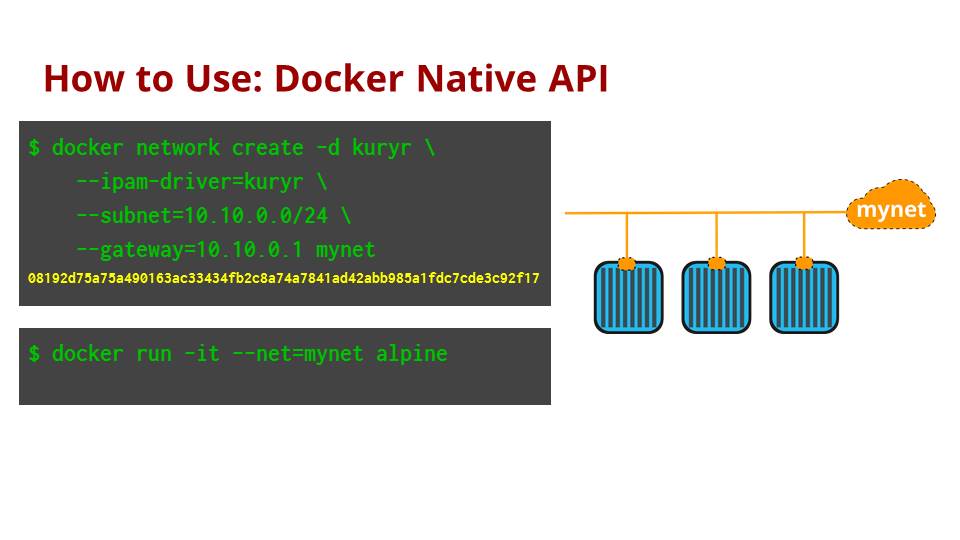 How to Use: Docker Native API
$ docker network create -d kuryr \
--ipam-driver=kuryr \
--subnet=10.10.0.0/24 \
--gateway=10.10.0.1 mynet
08192d75a75a490163ac33434fb2c8a74a7841ad42abb985a1fdc7cde3c92f17
$ docker run -it --net=mynet alpine
mynet